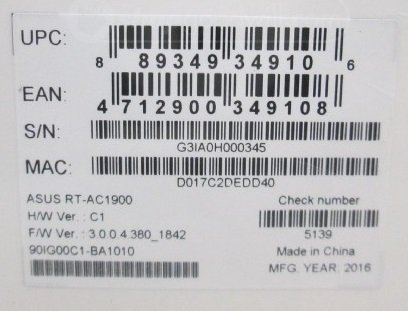 UPC: 8 89349 34910 6
EAN: 4 712900 349108
S/N: G3IA0H000345
MAC: D017C2DEDD40
ASUS RT-AC1900
Check number
H/W Ver. : C1
F/W Ver. : 3.0.0.4.380_1842
5139
90IG00C1-BA1010
Made in China
MFG. YEAR: 2016